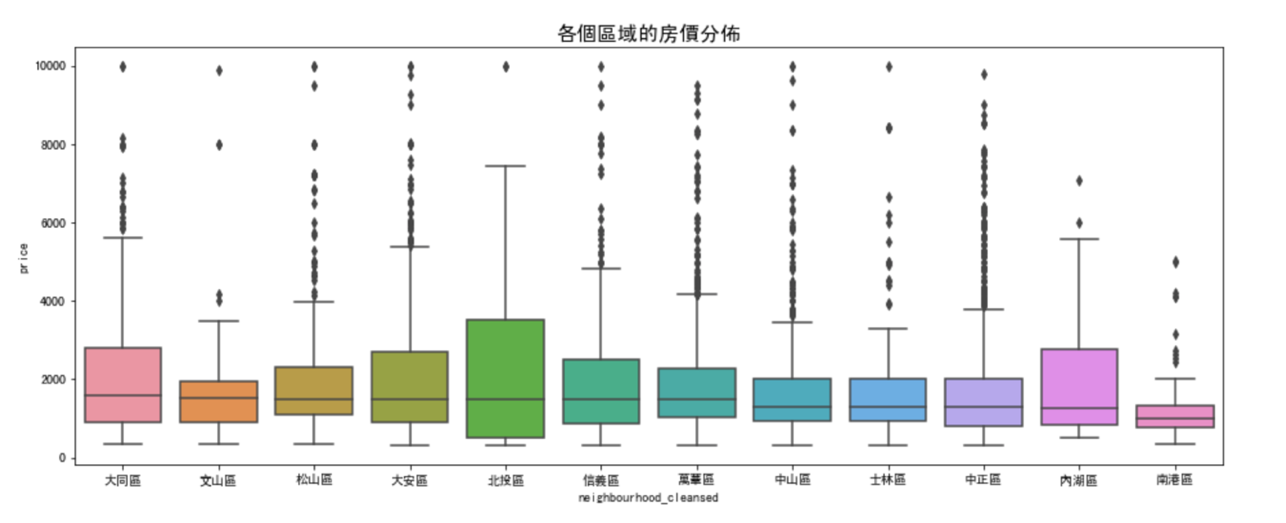 各個區域的房價分佈
price
10000
8000
6000
4000
2000
0
大同區
文山區
松山區
大安區
北投區
信義區
萬華區
中山區
士林區
中正區
內湖區
南港區
neighbourhood_cleansed